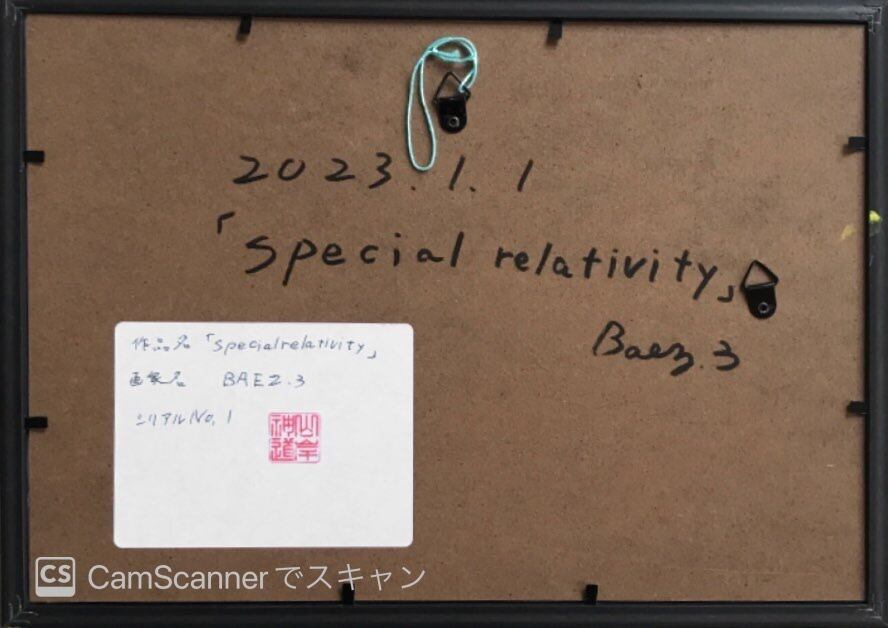 2023.1.1
「special relativity」
Baez.3
作品名「specialrelativity」
画家名 BAEZ.3
シリアルNo.1
CS CamScannerでスキャン